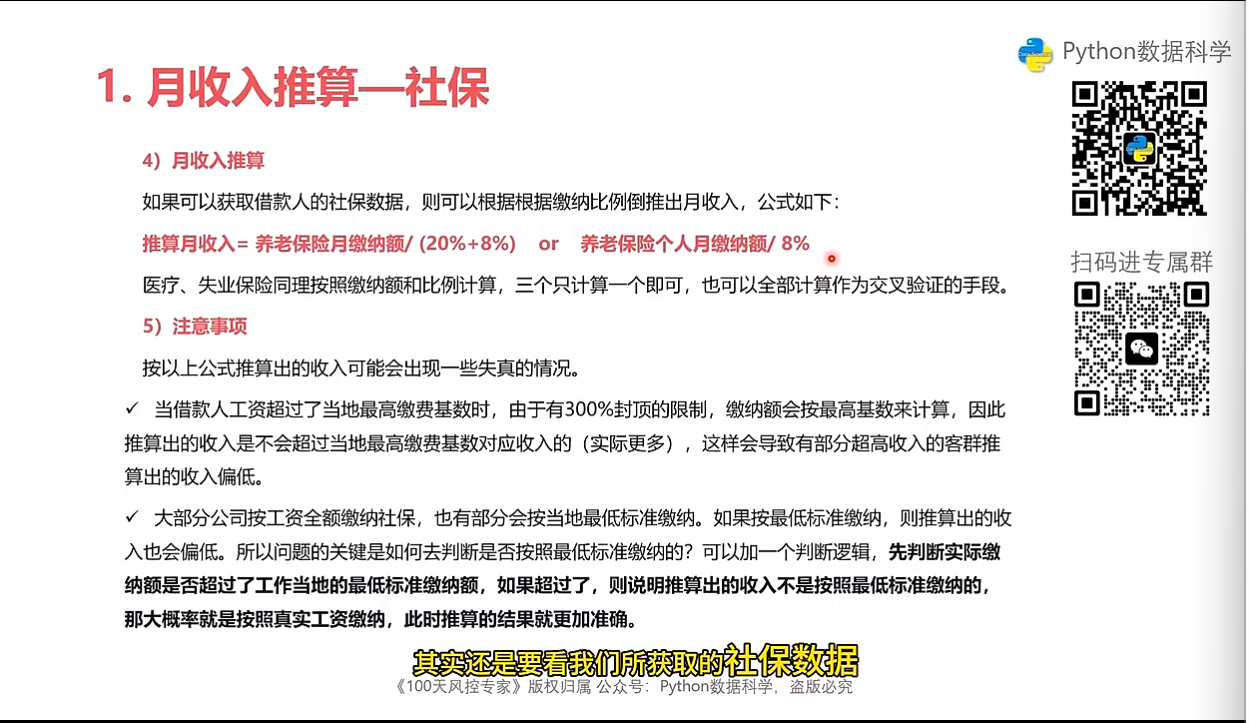 Python数据科学
1. 月收入推算—社保
4）月收入推算
如果可以获取借款人的社保数据，则可以根据根据缴纳比例倒推出月收入，公式如下：
推算月收入= 养老保险月缴纳额/ (20%+8%) or 养老保险个人月缴纳额/ 8%
医疗、失业保险同理按照缴纳额和比例计算，三个只计算一个即可，也可以全部计算作为交叉验证的手段。
5）注意事项
按以上公式推算出的收入可能会出现一些失真的情况。
✓ 当借款人工资超过了当地最高缴费基数时，由于有300%封顶的限制，缴纳额会按最高基数来计算，因此
推算出的收入是不会超过当地最高缴费基数对应收入的（实际更多），这样会导致有部分超高收入的客群推
算出的收入偏低。
✓ 大部分公司按工资全额缴纳社保，也有部分会按当地最低标准缴纳。如果按最低标准缴纳，则推算出的收
入也会偏低。所以问题的关键是如何去判断是否按照最低标准缴纳的？可以加一个判断逻辑，先判断实际缴
纳额是否超过了工作当地的最低标准缴纳额，如果超过了，则说明推算出的收入不是按照最低标准缴纳的，
那大概率就是按照真实工资缴纳，此时推算的结果就更加准确。
扫码进专属群
其实还是要看我们所获取的社保数据
《100天风控专家》版权归属 公众号：Python数据科学，盗版必究